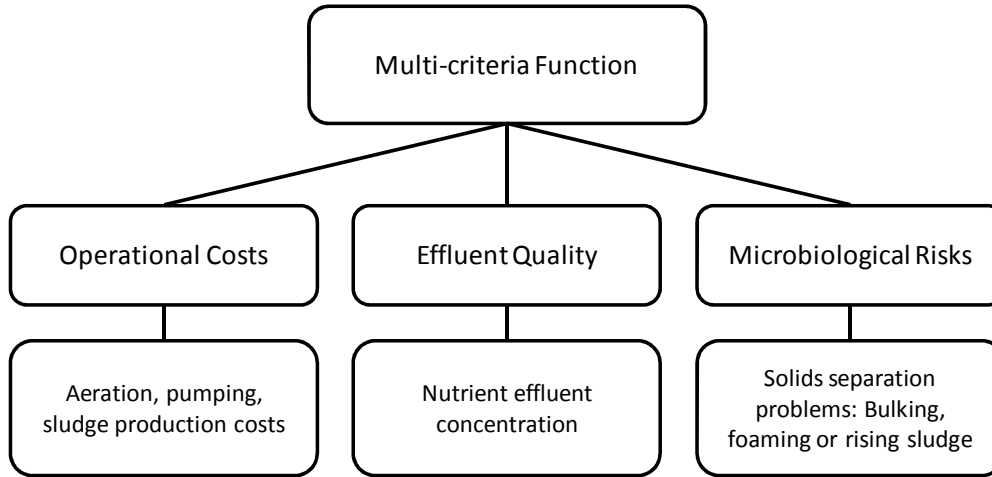 Multi-criteria Function
Operational Costs
Effluent Quality
Microbiological Risks
Aeration, pumping,
sludge production costs
Nutrient effluent
concentration
Solids separation
problems: Bulking,
foaming or rising sludge